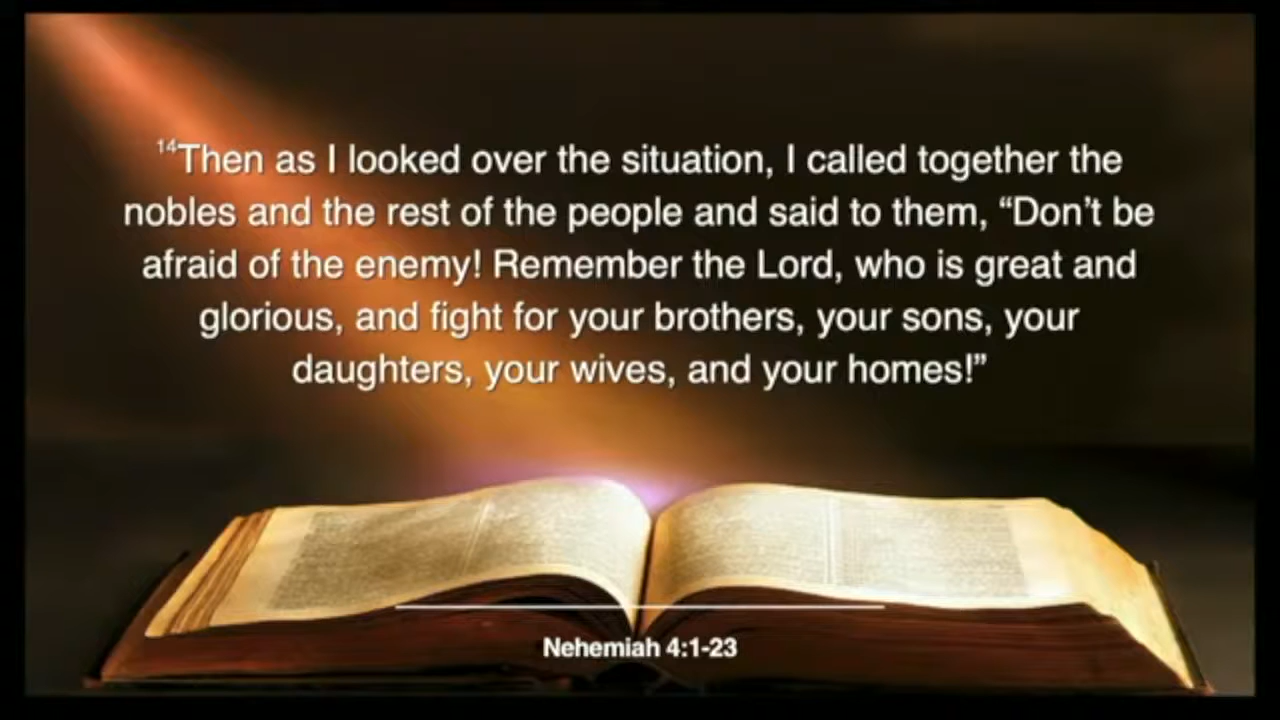 ¹⁴Then as I looked over the situation, I called together the
nobles and the rest of the people and said to them, “Don’t be
afraid of the enemy! Remember the Lord, who is great and
glorious, and fight for your brothers, your sons, your
daughters, your wives, and your homes!”
Nehemiah 4:1-23